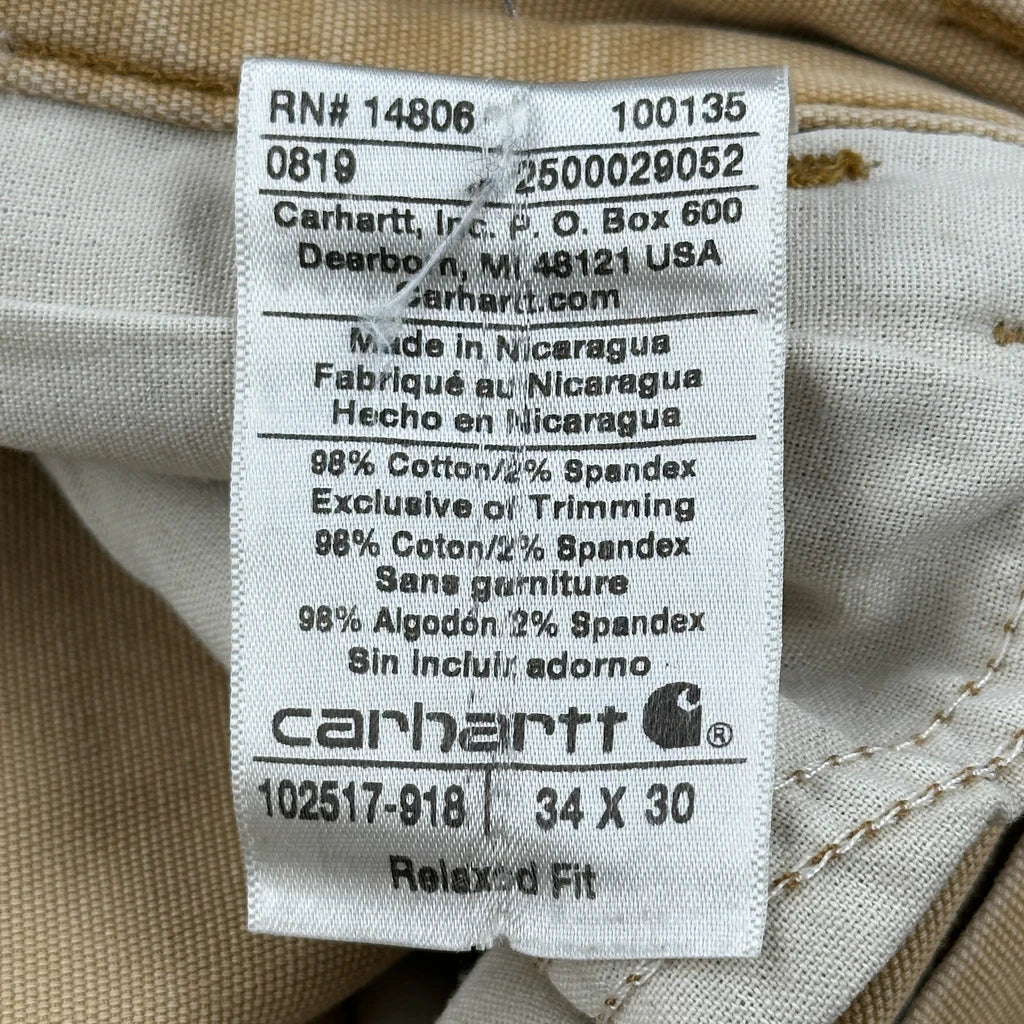 RN# 14806 100135
0819 2500029052
Carhartt, Inc. P. O. Box 600
Dearborn, MI 48121 USA
Carhartt.com
Made in Nicaragua
Fabriqué au Nicaragua
Hecho en Nicaragua
98% Cotton/2% Spandex
Exclusive of Trimming
98% Coton/2% Spandex
Sans garniture
98% Algodón/2% Spandex
Sin Incluir adorno
carhartt ®
102517-918 34 X 30
Relaxed Fit